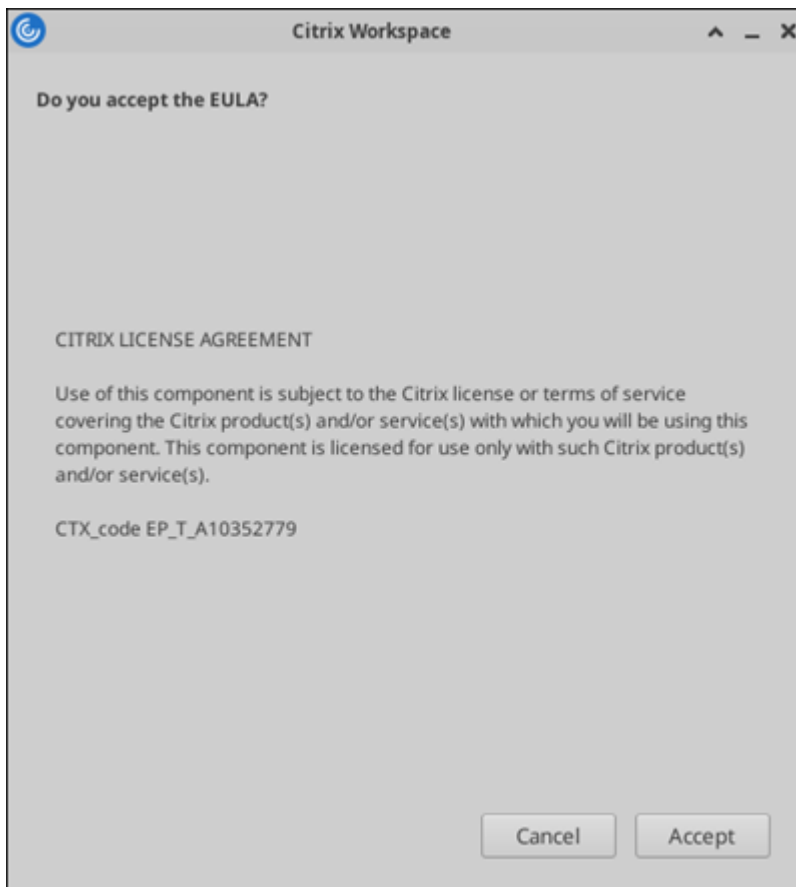 Citrix Workspace
Do you accept the EULA?
CITRIX LICENSE AGREEMENT
Use of this component is subject to the Citrix license or terms of service
covering the Citrix product(s) and/or service(s) with which you will be using this
component. This component is licensed for use only with such Citrix product(s)
and/or service(s).
CTX_code EP_T_A10352779
Cancel Accept